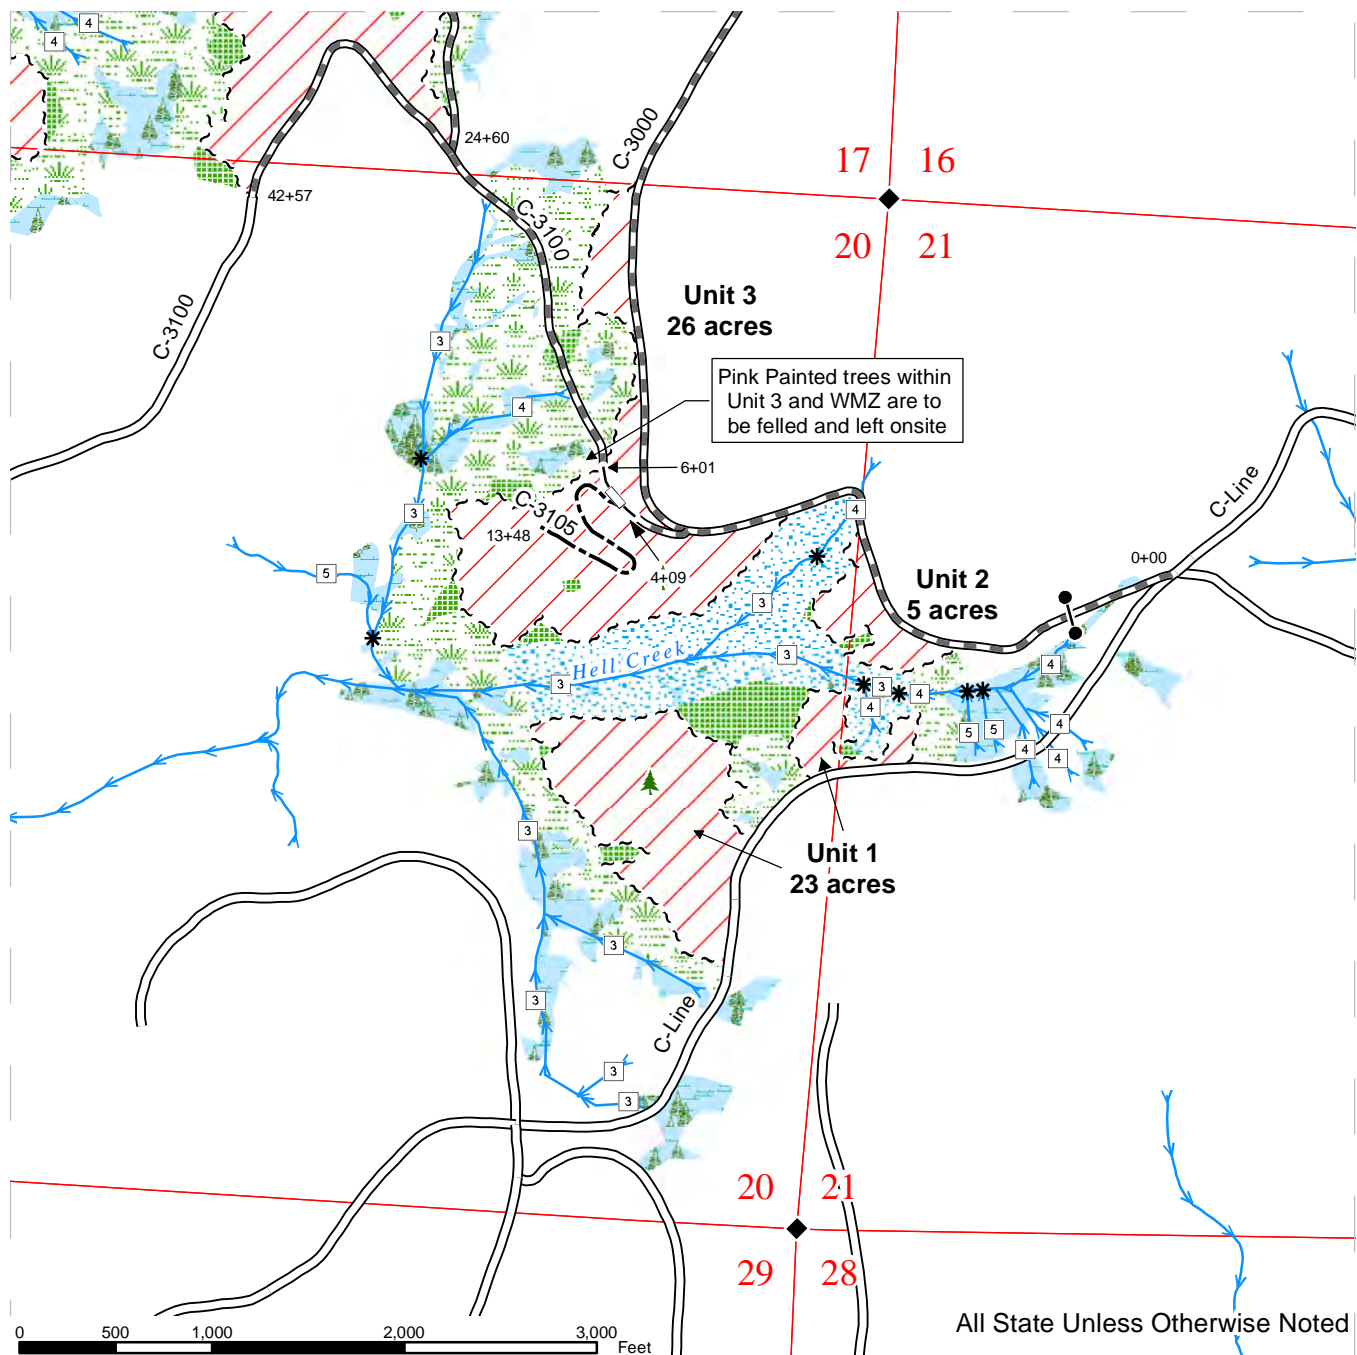 4
4
C-3000
24+60
17 16
42+57
C-3100
20 21
Unit 3
26 acres
C-3100
3
Pink Painted trees within
Unit 3 and WMZ are to
be felled and left onsite
4
6+01
C-Line
3
C-3105
4
13+48
0+00
5
4+09
Unit 2
5 acres
3
Hell Creek
3
4
3
3
4
4
5
5
4
4
4
3
Unit 1
23 acres
3
3
C-Line
3
3
20 21
29 28
All State Unless Otherwise Noted
0 500 1,000 2,000 3,000
Feet